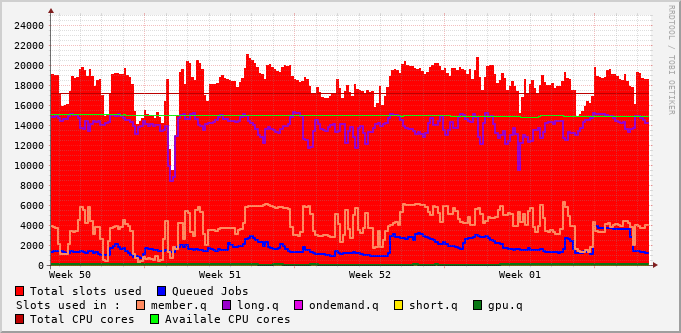 24000
22000
20000
18000
16000
14000
12000
10000
8000
6000
4000
2000
0
Week 50 Week 51 Week 52 Week 01
Total slots used Queued Jobs
Slots used in : member.q long.q ondemand.q short.q gpu.q
Total CPU cores Availale CPU cores
RRDTOOL / TOBI OETIKER